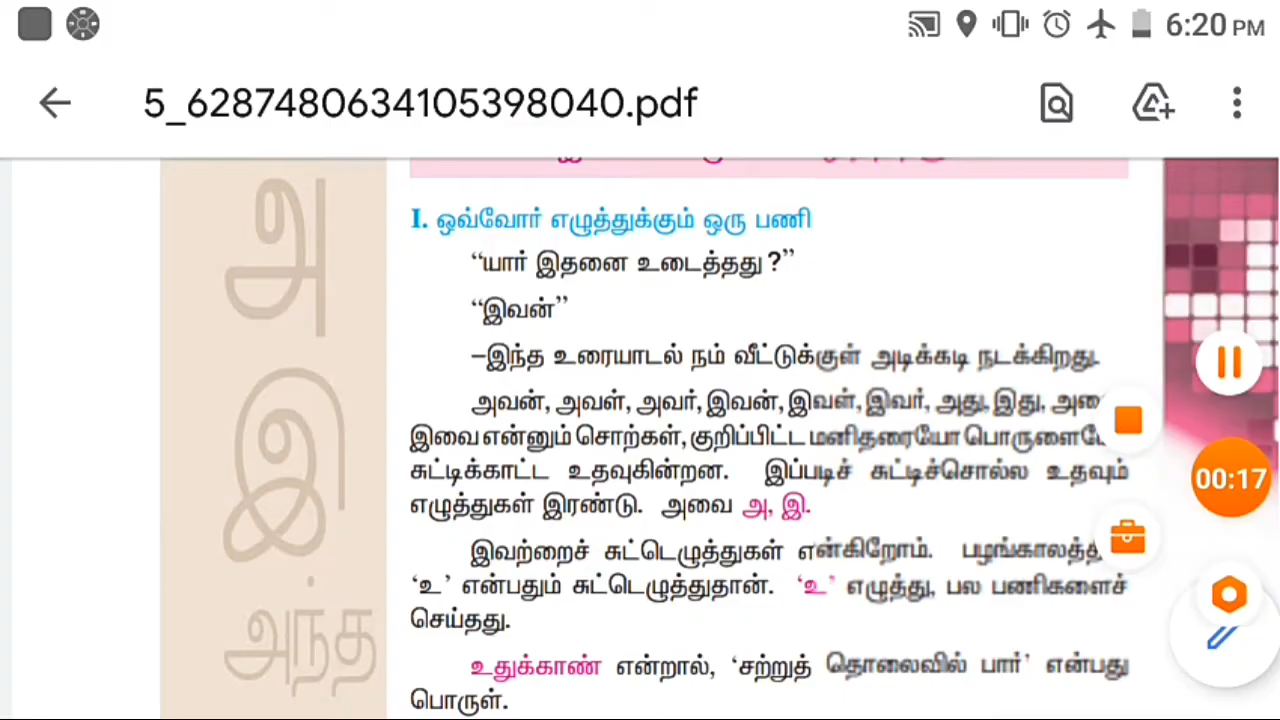 6:20 PM
5_6287480634105398040.pdf
I. ஒவ்வோர் எழுத்துக்கும் ஒரு பணி
“யார் இதனை உடைத்தது ?”
“இவன்”
–இந்த உரையாடல் நம் வீட்டுக்குள் அடிக்கடி நடக்கிறது.
அவன், அவள், அவர், இவன், இவள், இவர், அது, இது,
இவை என்னும் சொற்கள், குறிப்பிட்ட மனிதரையோ
சுட்டிக்காட்ட உதவுகின்றன. இப்படிச் சுட்டிச்சொல்ல உதவும்
எழுத்துகள் இரண்டு. அவை அ, இ.
இவற்றைச் சுட்டெழுத்துகள் என்கிறோம்.
‘உ’ என்பதும் சுட்டெழுத்துதான். ‘உ’ எழுத்து, பல பணிகளைச்
செய்தது.
உதுக்காண் என்றால், ‘சற்றுத் தொலைவில் பார்’ என்பது
பொருள்.
அ
இ
அந்த
00:17